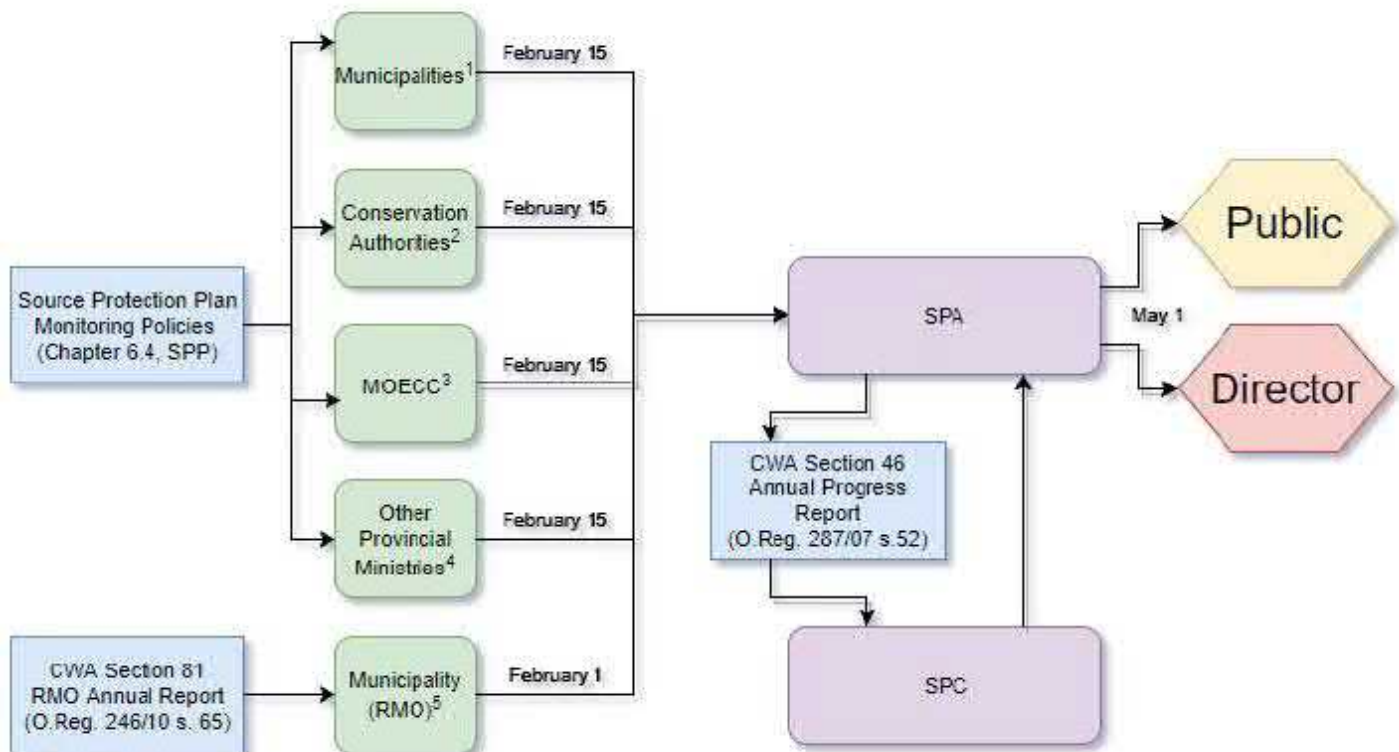 Municipalities¹
February 15
Conservation
Authorities²
February 15
Source Protection Plan
Monitoring Policies
(Chapter 6.4, SPP)
MOECC³
February 15
Other
Provincial
Ministries⁴
February 15
CWA Section 81
RMO Annual Report
(O.Reg. 246/10 s. 65)
Municipality
(RMO)⁵
February 1
SPA
CWA Section 46
Annual Progress
Report
(O.Reg. 287/07 s.52)
SPC
Public
May 1
Director